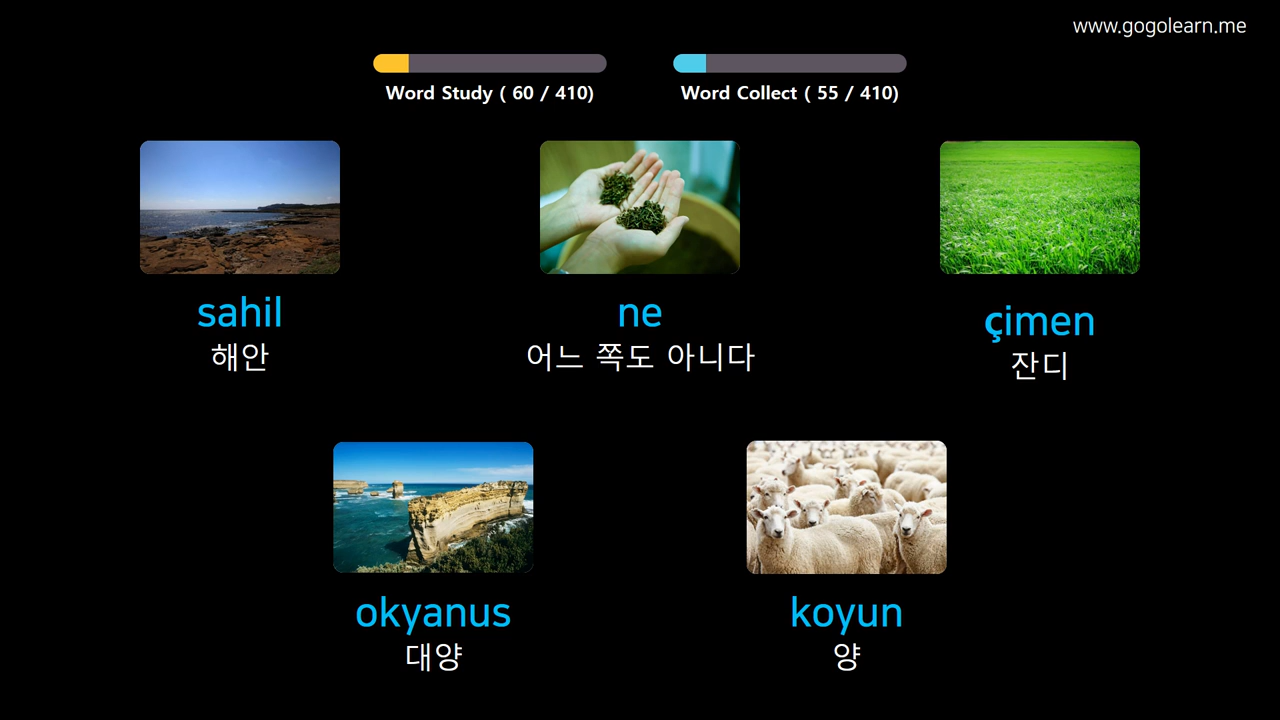 www.gogolearn.me
Word Study ( 60 / 410)
Word Collect ( 55 / 410)
sahil
해안
ne
어느 쪽도 아니다
çimen
잔디
okyanus
대양
koyun
양